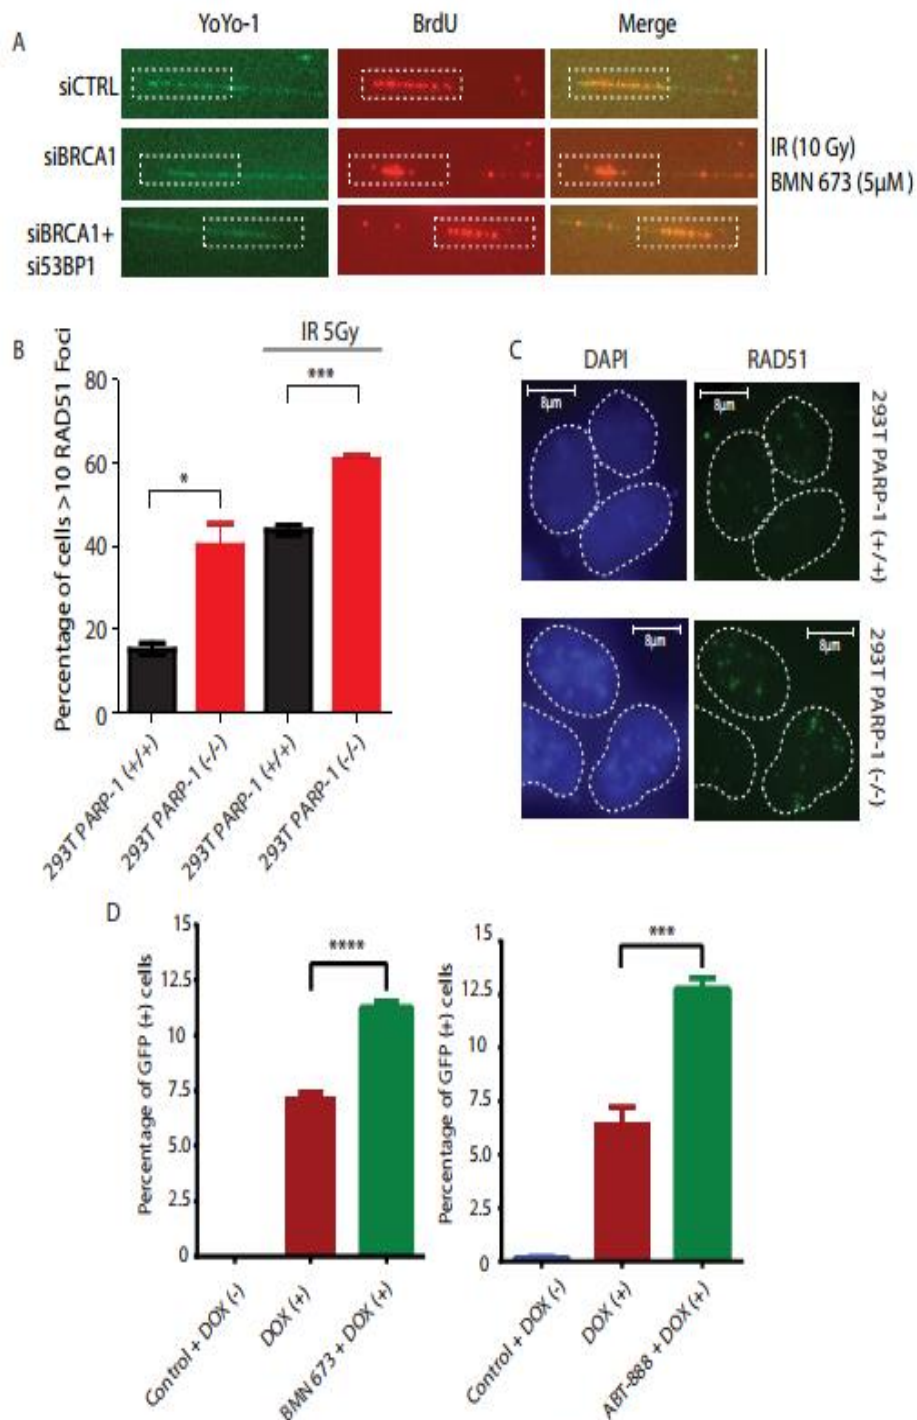 A
YoYo-1 BrdU Merge
siCTRL
siBRCA1
siBRCA1+
si53BP1
IR (10 Gy)
BMN 673 (5μM)
B
IR 5Gy
Percentage of cells >10 RAD51 Foci
80
60
40
20
0
*
***
293T PARP-1 (+/+)
293T PARP-1 (-/-)
293T PARP-1 (+/+)
293T PARP-1 (-/-)
C
DAPI RAD51
8μm
8μm
293T PARP-1 (+/+)
8μm
8μm
293T PARP-1 (-/-)
D
Percentage of GFP (+) cells
15
12.5
10
7.5
5.0
2.5
0
****
Control + DOX (-)
DOX (+)
BMN 673 + DOX (+)
Percentage of GFP (+) cells
15
12.5
10
7.5
5.0
2.5
0
***
Control + DOX (-)
DOX (+)
ABT-888 + DOX (+)